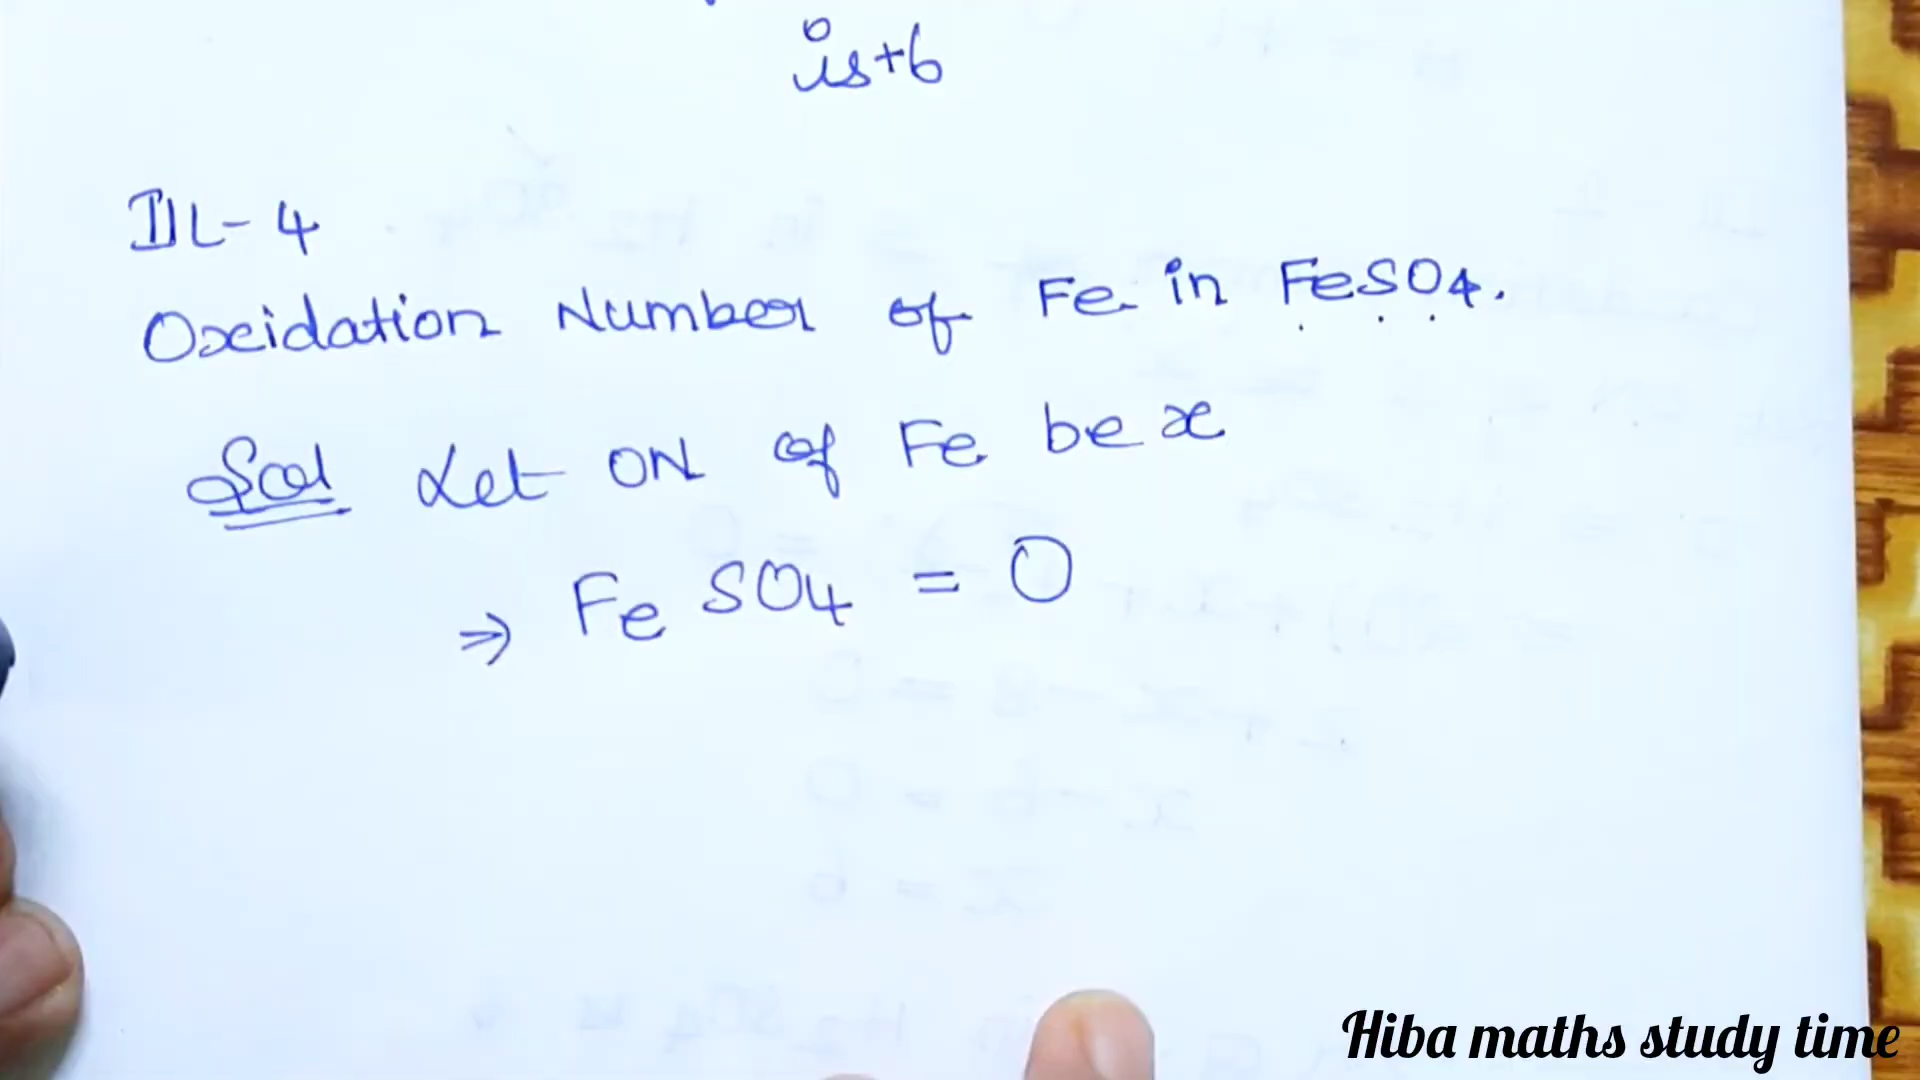 is +6
ILL-4
Oxidation Number of Fe in FeSO4.
Sol Let ON of Fe be x
⇒ Fe SO4 = 0
Hiba maths study time